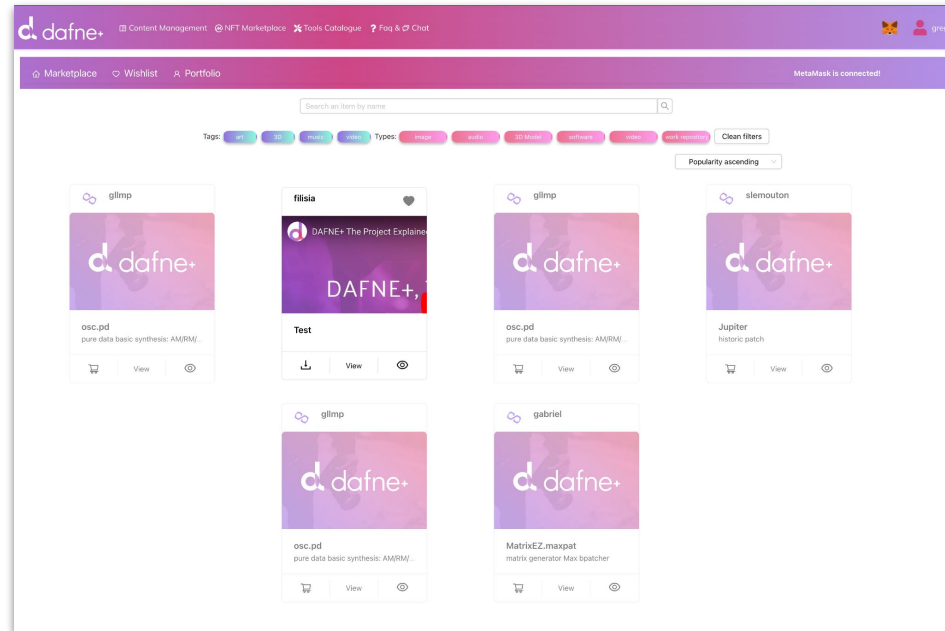 dafne+ Content Management NFT Marketplace Tools Catalogue ? Faq & Chat
Marketplace Wishlist Portfolio MetaMask is connected!
Search an item by name
Tags: art 3D music video Types: image audio 3D Model software video work repository Clean filters
Popularity ascending
gllmp
dafne+
osc.pd
pure data basic synthesis: AM/RM/...
View
filisia
DAFNE+ The Project Explaine
DAFNE+,
Test
View
gllmp
dafne+
osc.pd
pure data basic synthesis: AM/RM/...
View
slemouton
dafne+
Jupiter
historic patch
View
gllmp
dafne+
osc.pd
pure data basic synthesis: AM/RM/...
View
gabriel
dafne+
MatrixEZ.maxpat
matrix generator Max bpatcher
View